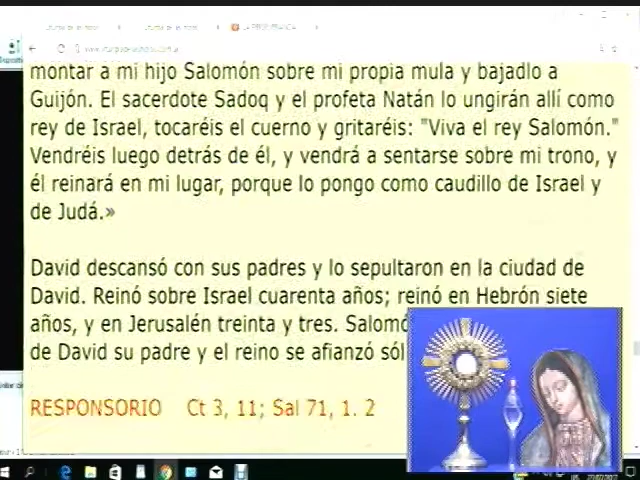 montar a mi hijo Salomón sobre mi propia mula y bajadlo a
Guijón. El sacerdote Sadoq y el profeta Natán lo ungirán allí como
rey de Israel, tocaréis el cuerno y gritaréis: "Viva el rey Salomón."
Vendréis luego detrás de él, y vendrá a sentarse sobre mi trono, y
él reinará en mi lugar, porque lo pongo como caudillo de Israel y
de Judá.»
David descansó con sus padres y lo sepultaron en la ciudad de
David. Reinó sobre Israel cuarenta años; reinó en Hebrón siete
años, y en Jerusalén treinta y tres. Salomó
de David su padre y el reino se afianzó sól
RESPONSORIO Ct 3, 11; Sal 71, 1. 2